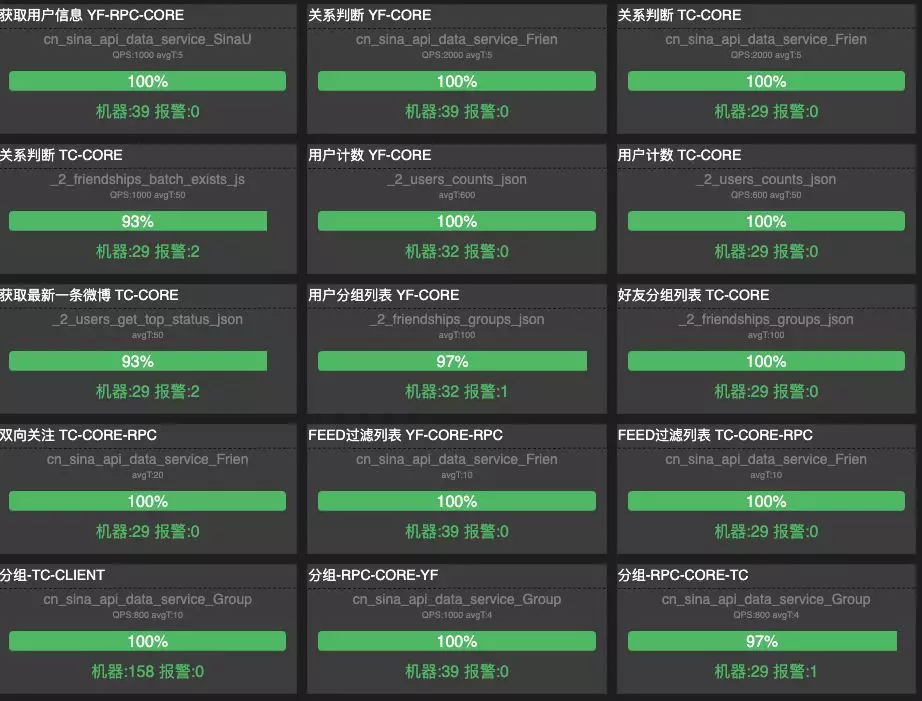 获取用户信息 YF-RPC-CORE
cn_sina_api_data_service_SinaU
QPS:1000 avgT:5
100%
机器:39 报警:0
关系判断 YF-CORE
cn_sina_api_data_service_Frien
QPS:2000 avgT:5
100%
机器:39 报警:0
关系判断 TC-CORE
cn_sina_api_data_service_Frien
QPS:2000 avgT:5
100%
机器:29 报警:0
关系判断 TC-CORE
_2_friendships_batch_exists_js
QPS:1000 avgT:50
93%
机器:29 报警:2
用户计数 YF-CORE
_2_users_counts_json
avgT:600
100%
机器:32 报警:0
用户计数 TC-CORE
_2_users_counts_json
QPS:600 avgT:50
100%
机器:29 报警:0
获取最新一条微博 TC-CORE
_2_users_get_top_status_json
avgT:50
93%
机器:29 报警:2
用户分组列表 YF-CORE
_2_friendships_groups_json
avgT:100
97%
机器:32 报警:1
好友分组列表 TC-CORE
_2_friendships_groups_json
avgT:100
100%
机器:29 报警:0
双向关注 TC-CORE-RPC
cn_sina_api_data_service_Frien
avgT:20
100%
机器:29 报警:0
FEED过滤列表 YF-CORE-RPC
cn_sina_api_data_service_Frien
avgT:10
100%
机器:39 报警:0
FEED过滤列表 TC-CORE-RPC
cn_sina_api_data_service_Frien
avgT:10
100%
机器:29 报警:0
分组-TC-CLIENT
cn_sina_api_data_service_Group
QPS:800 avgT:10
100%
机器:158 报警:0
分组-RPC-CORE-YF
cn_sina_api_data_service_Group
QPS:1000 avgT:4
100%
机器:39 报警:0
分组-RPC-CORE-TC
cn_sina_api_data_service_Group
QPS:800 avgT:4
97%
机器:29 报警:1